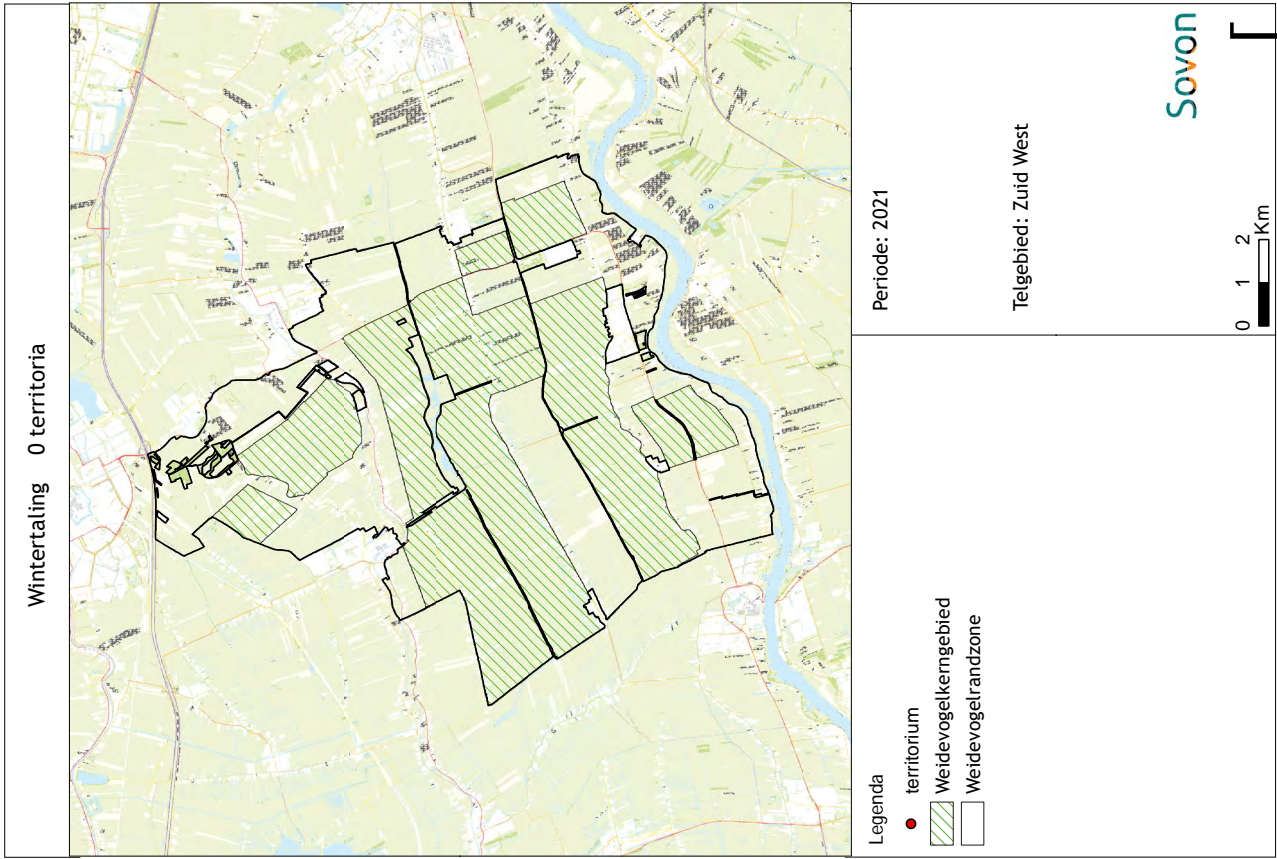 Wintertaling 0 territoria
Legenda
territorium
Weidevogelkerngebied
Weidevogelrandzone
Periode: 2021
Telgebied: Zuid West
0 1 2
Km
Sovon